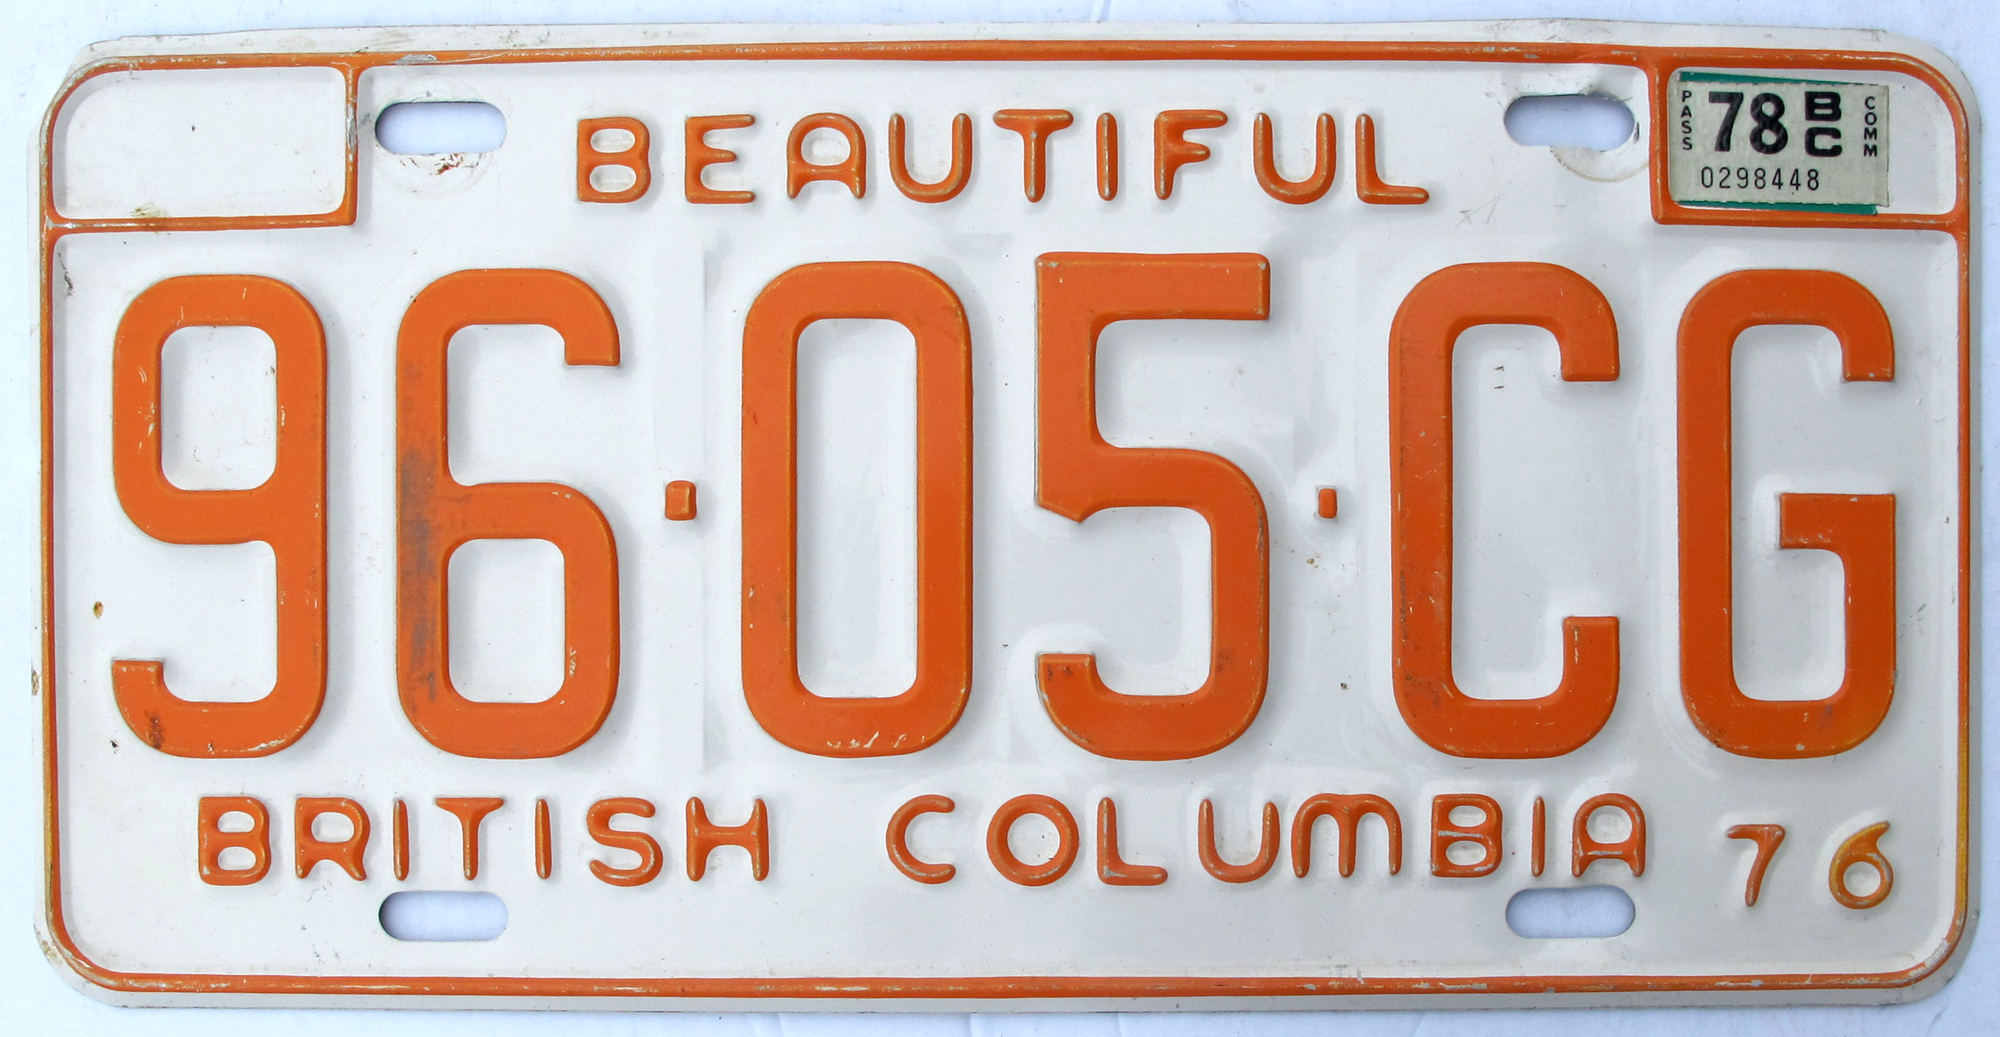 BEAUTIFUL
PASS 78 BC COMM
0298448
96·05·CG
BRITISH COLUMBIA 76